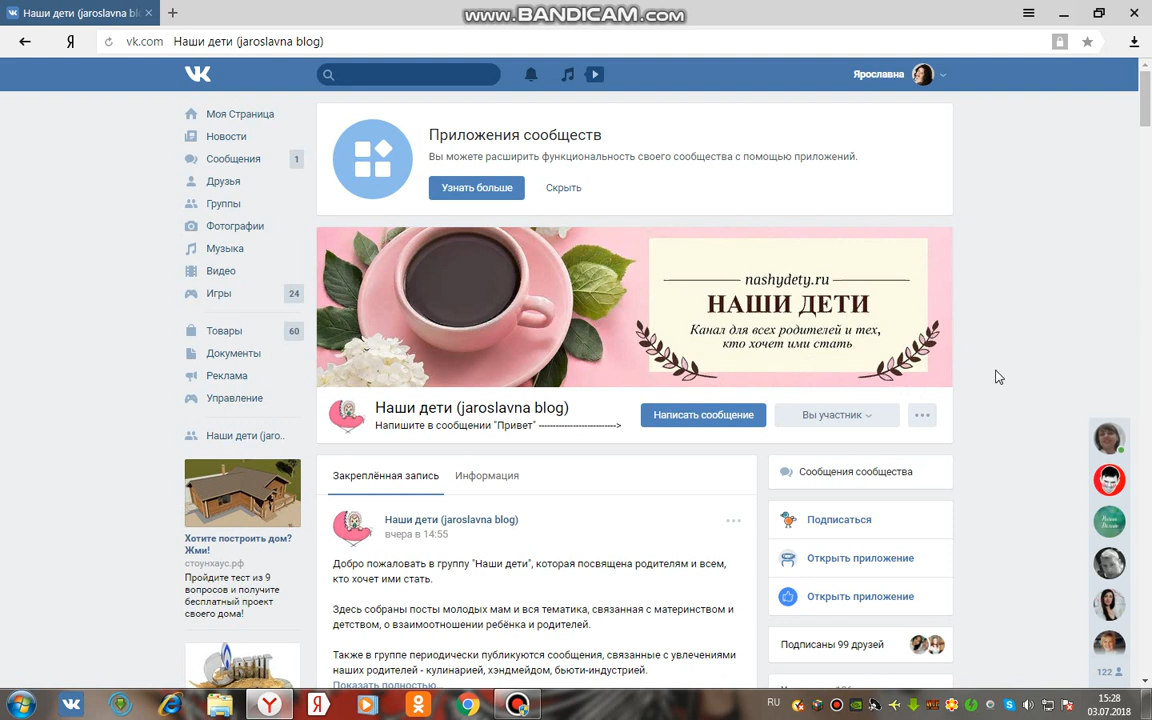 Наши дети (jaroslavna bl
www.BANDICAM.com
Я
vk.com Наши дети (jaroslavna blog)
Ярославна
Моя Страница
Новости
Сообщения 1
Друзья
Группы
Фотографии
Музыка
Видео
Игры 24
Товары 60
Документы
Реклама
Управление
Наши дети (jaro..
Хотите построить дом?
Жми!
стоунхаус.рф
Пройдите тест из 9
вопросов и получите
бесплатный проект
своего дома!
Приложения сообществ
Вы можете расширить функциональность своего сообщества с помощью приложений.
Узнать больше Скрыть
nashydety.ru
НАШИ ДЕТИ
Канал для всех родителей и тех,
кто хочет ими стать
Наши дети (jaroslavna blog)
Напишите в сообщении "Привет" -------------------------->
Написать сообщение Вы участник
Закреплённая запись Информация
Наши дети (jaroslavna blog)
вчера в 14:55
Добро пожаловать в группу "Наши дети", которая посвящена родителям и всем,
кто хочет ими стать.
Здесь собраны посты молодых мам и вся тематика, связанная с материнством и
детством, о взаимоотношении ребёнка и родителей.
Также в группе периодически публикуются сообщения, связанные с увлечениями
наших родителей - кулинарией, хэндмейдом, бьюти-индустрией.
Показать полностью..
Сообщения сообщества
Подписаться
Открыть приложение
Открыть приложение
Подписаны 99 друзей
122
RU
15:28
03.07.2018